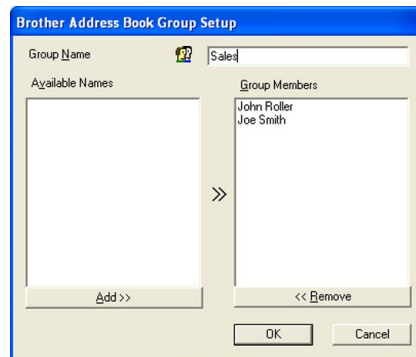 Brother Address Book Group Setup
Group Name
Sales
Available Names
Group Members
John Roller
Joe Smith
>>
Add >>
<< Remove
OK
Cancel